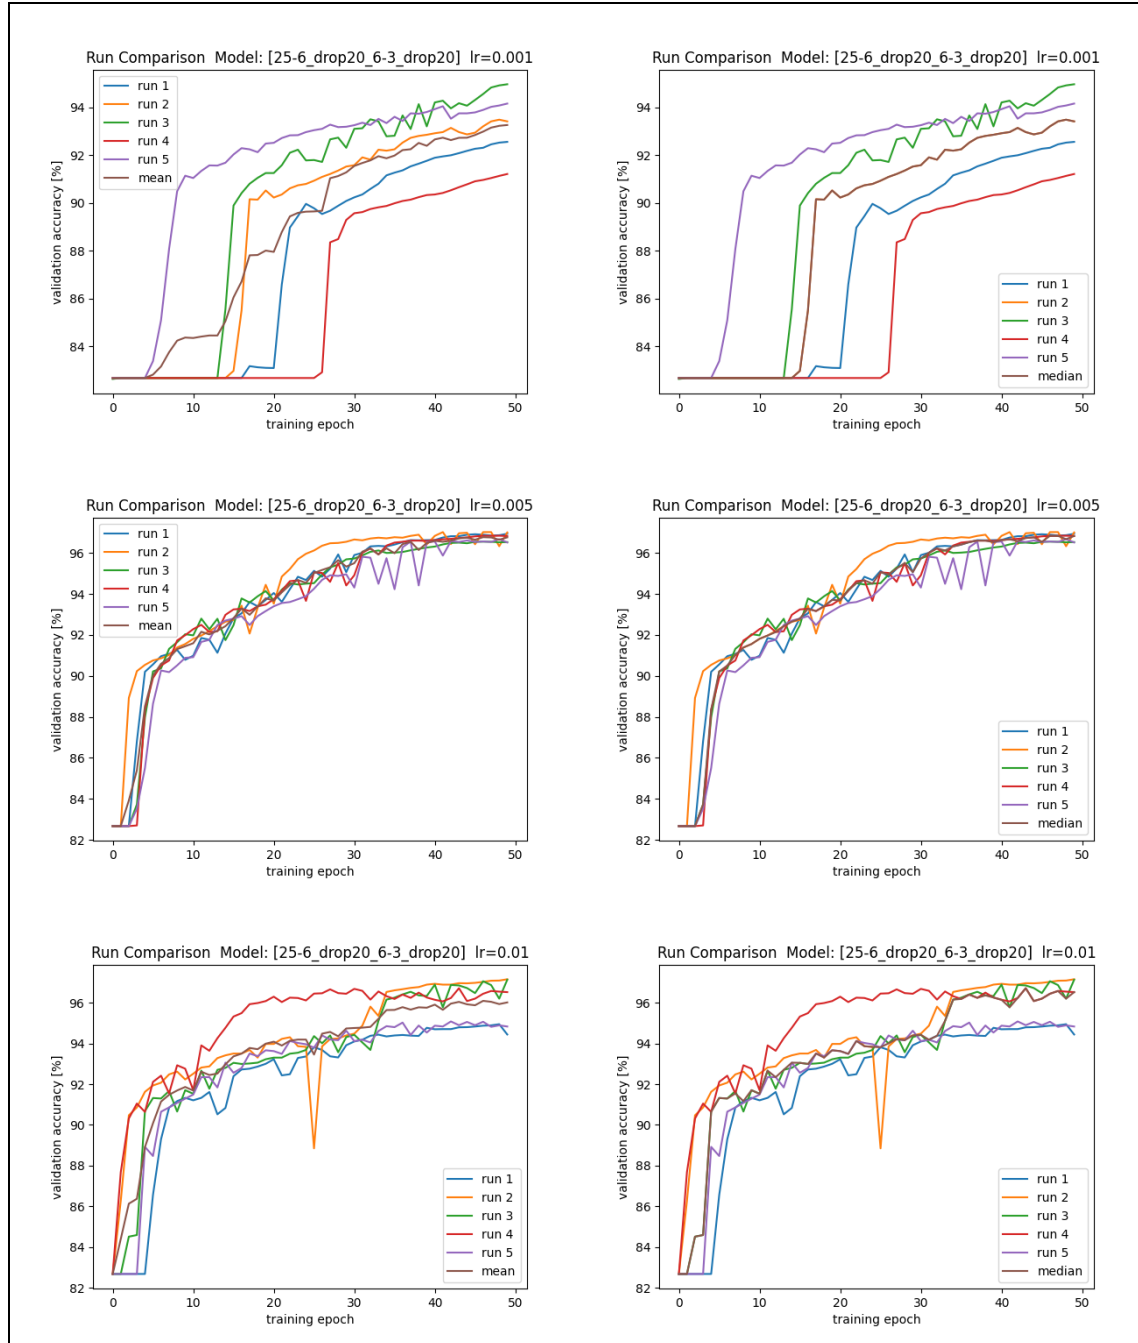 Run Comparison Model: [25-6_drop20_6-3_drop20] lr=0.001
validation accuracy [%]
94
92
90
88
86
84
run 1
run 2
run 3
run 4
run 5
mean
0 10 20 30 40 50
training epoch
Run Comparison Model: [25-6_drop20_6-3_drop20] lr=0.001
validation accuracy [%]
94
92
90
88
86
84
run 1
run 2
run 3
run 4
run 5
median
0 10 20 30 40 50
training epoch
Run Comparison Model: [25-6_drop20_6-3_drop20] lr=0.005
validation accuracy [%]
96
94
92
90
88
86
84
82
run 1
run 2
run 3
run 4
run 5
mean
0 10 20 30 40 50
training epoch
Run Comparison Model: [25-6_drop20_6-3_drop20] lr=0.005
validation accuracy [%]
96
94
92
90
88
86
84
82
run 1
run 2
run 3
run 4
run 5
median
0 10 20 30 40 50
training epoch
Run Comparison Model: [25-6_drop20_6-3_drop20] lr=0.01
validation accuracy [%]
96
94
92
90
88
86
84
82
run 1
run 2
run 3
run 4
run 5
mean
0 10 20 30 40 50
training epoch
Run Comparison Model: [25-6_drop20_6-3_drop20] lr=0.01
validation accuracy [%]
96
94
92
90
88
86
84
82
run 1
run 2
run 3
run 4
run 5
median
0 10 20 30 40 50
training epoch